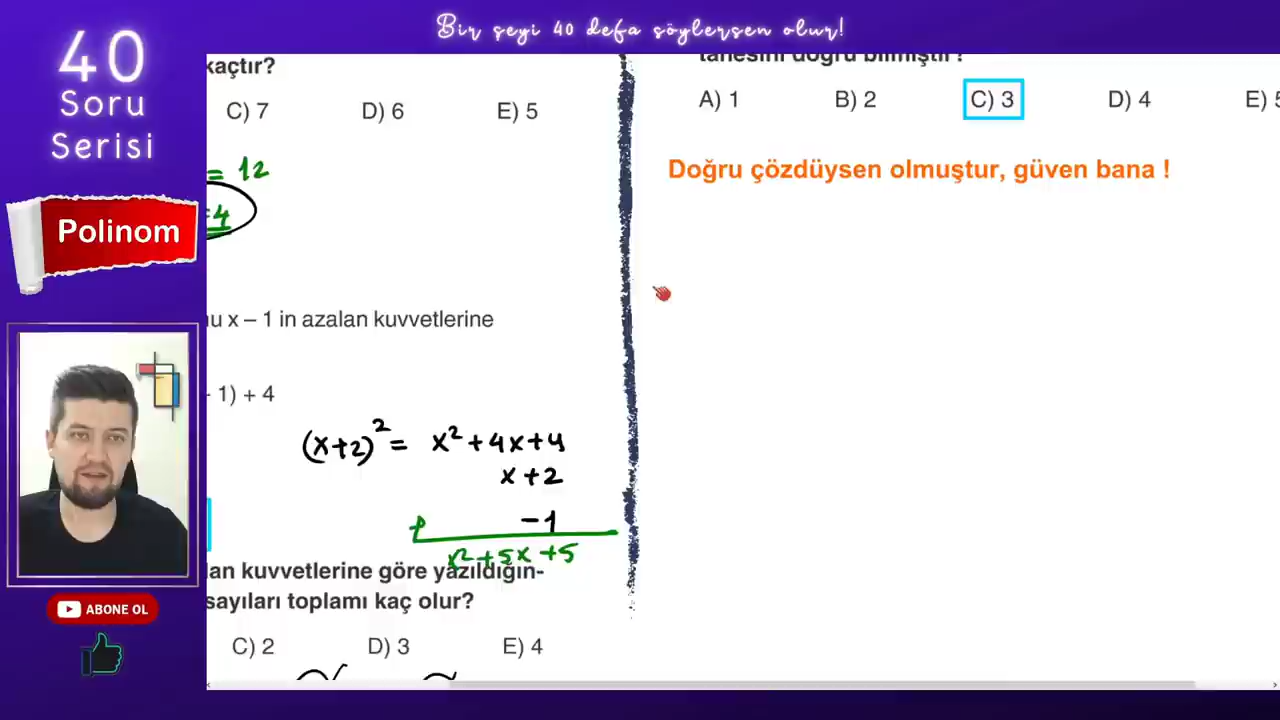 Bir şeyi 40 defa söylersen olur!
40
Soru
Serisi
Polinom
ABONE OL
kaçtır?
C) 7 D) 6 E) 5
= 12
=4
u x – 1 in azalan kuvvetlerine
- 1) + 4
(x+2)² = x²+4x+4
x+2
-1
+
x²+5x+5
lan kuvvetlerine göre yazıldığın-
sayıları toplamı kaç olur?
C) 2 D) 3 E) 4
tanesini doğru bilmiştir?
A) 1 B) 2 C) 3 D) 4 E) 5
Doğru çözdüysen olmuştur, güven bana !